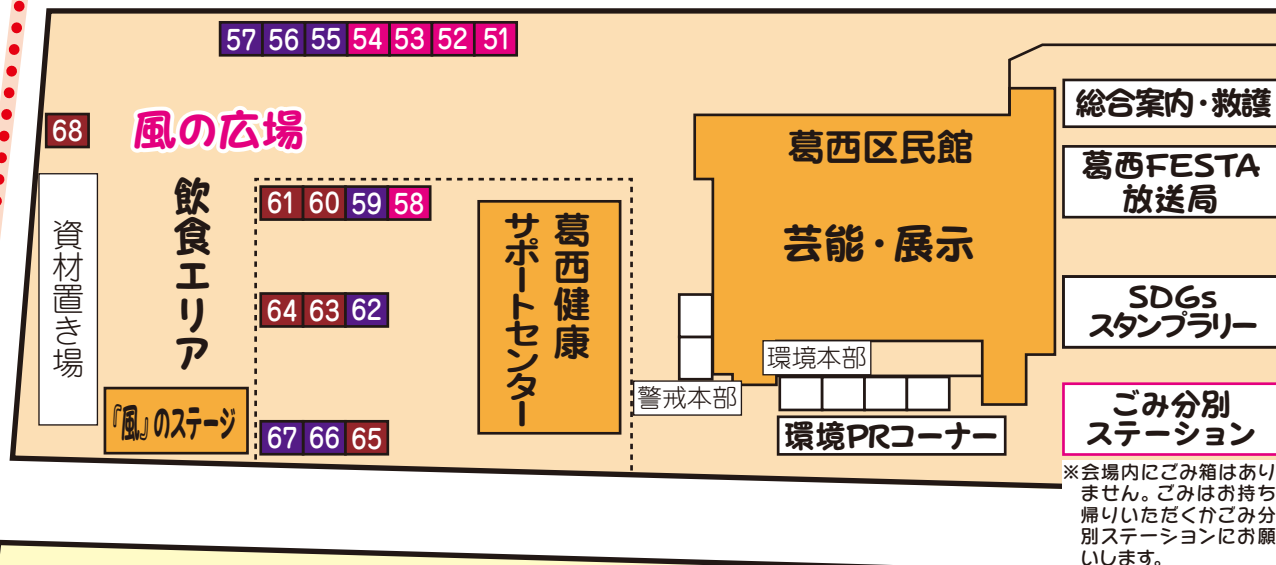 57 56 55 54 53 52 51
68
風の広場
飲食エリア
資材置き場
61 60 59 58
64 63 62
『風』のステージ
67 66 65
葛西健康
サポートセンター
葛西区民館
芸能・展示
環境本部
警戒本部
環境PRコーナー
総合案内・救護
葛西FESTA
放送局
SDGs
スタンプラリー
ごみ分別
ステーション
※会場内にごみ箱はあり
ません。ごみはお持ち
帰りいただくかごみ分
別ステーションにお願
いします。